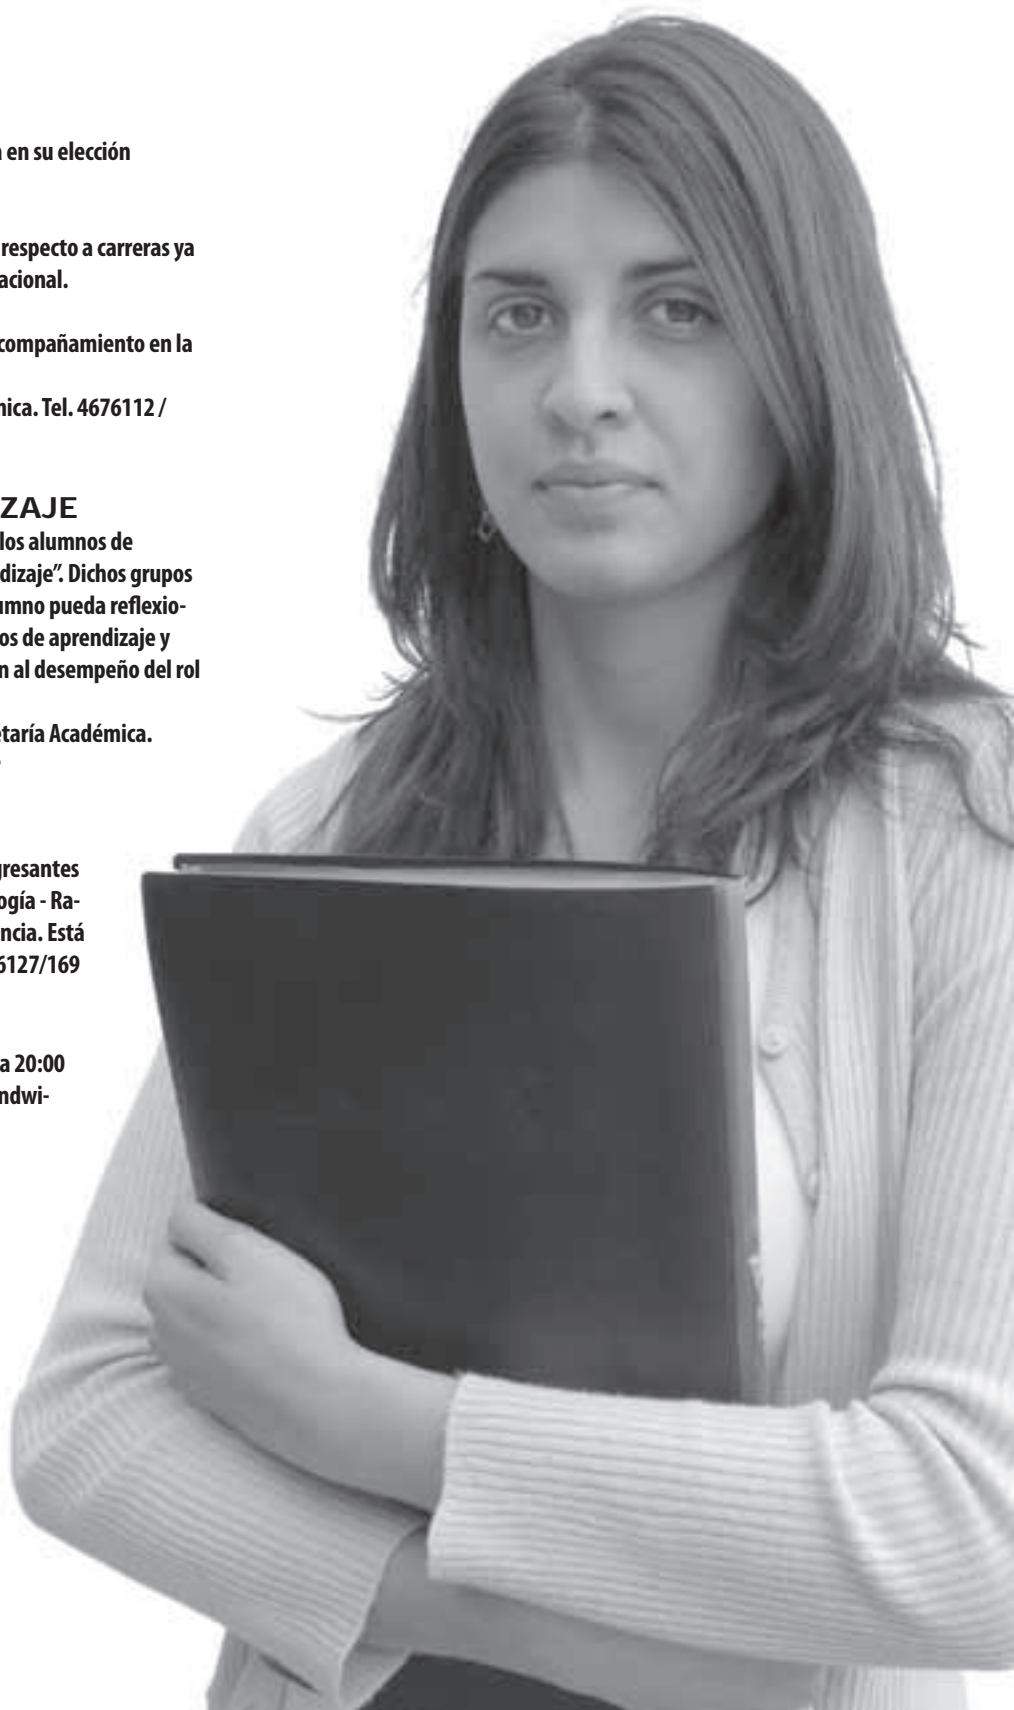 en su elección
respecto a carreras ya
acional.
compañamiento en la
nica. Tel. 4676112 /
ZAJE
los alumnos de
dizaje”. Dichos grupos
umno pueda reflexio-
os de aprendizaje y
n al desempeño del rol
etaría Académica.
gresantes
ogía - Ra-
ncia. Está
6127/169
a 20:00
ndwi-